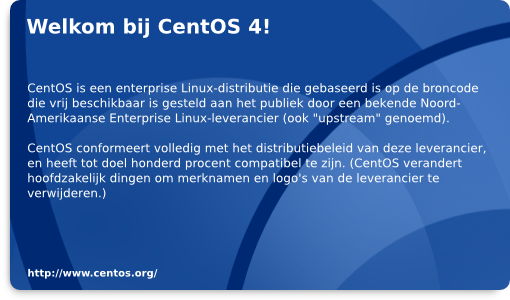 Welkom bij CentOS 4!
CentOS is een enterprise Linux-distributie die gebaseerd is op de broncode
die vrij beschikbaar is gesteld aan het publiek door een bekende Noord-
Amerikaanse Enterprise Linux-leverancier (ook "upstream" genoemd).
CentOS conformeert volledig met het distributiebeleid van deze leverancier,
en heeft tot doel honderd procent compatibel te zijn. (CentOS verandert
hoofdzakelijk dingen om merknamen en logo's van de leverancier te
verwijderen.)
http://www.centos.org/